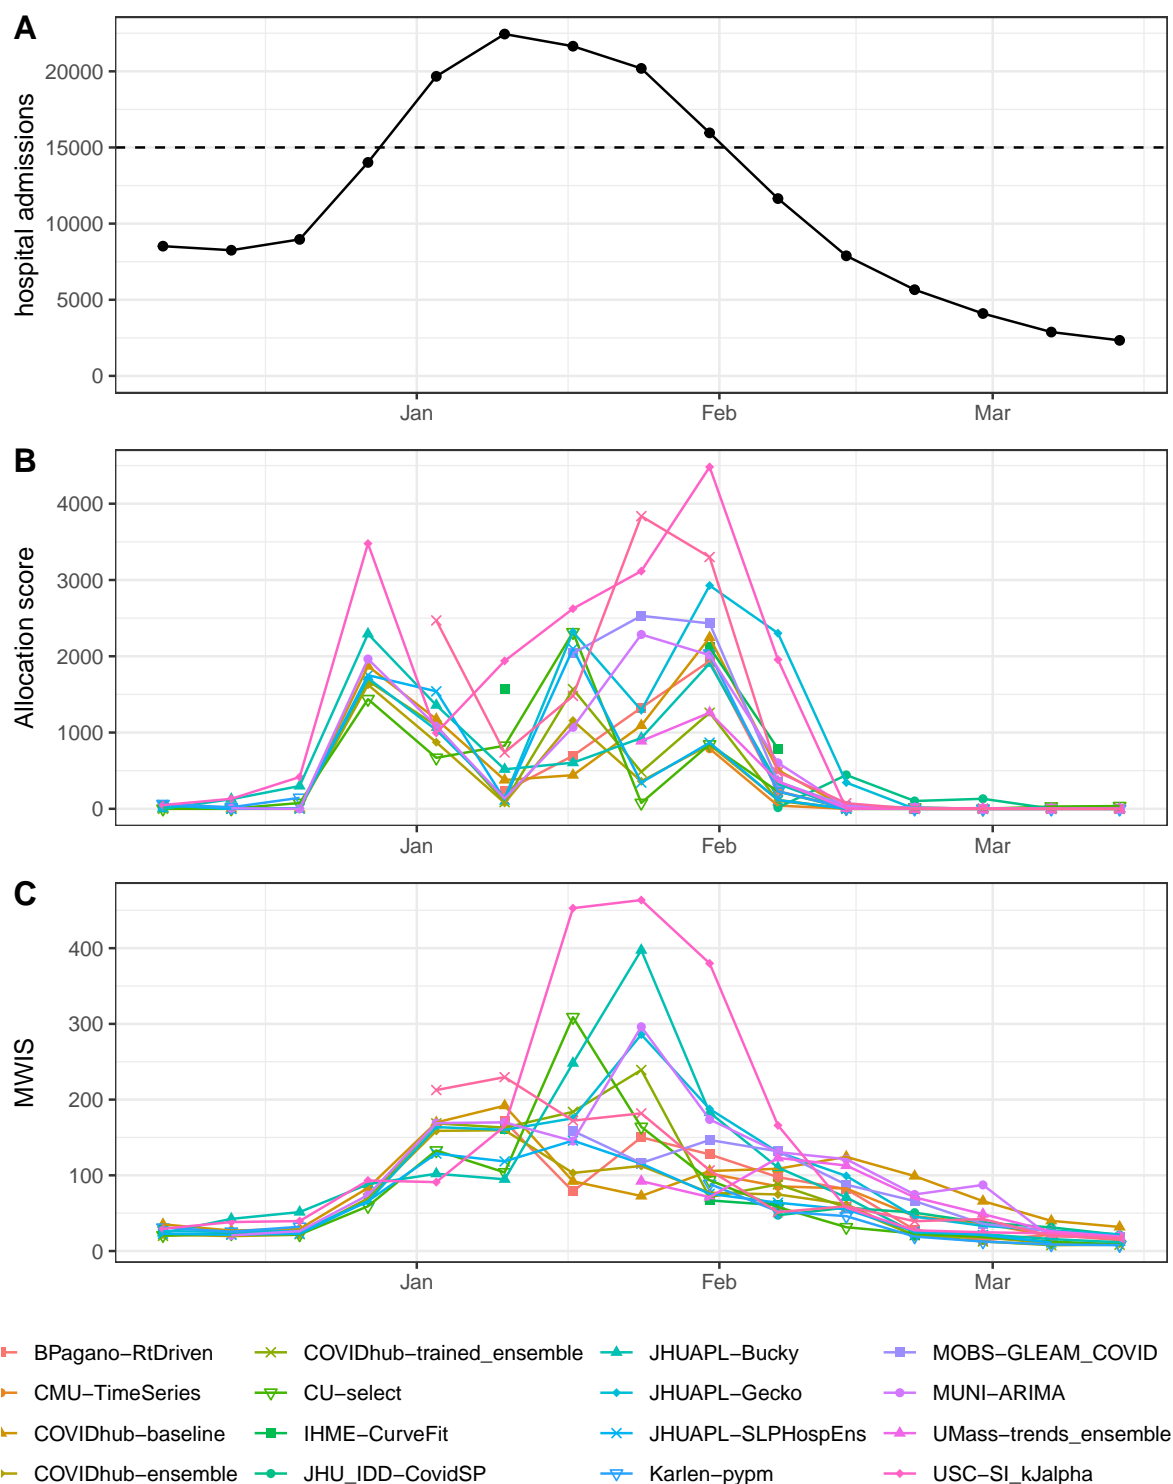 A
hospital admissions
20000
15000
10000
5000
0
Jan Feb Mar
B
Allocation score
4000
3000
2000
1000
0
Jan Feb Mar
C
MWIS
400
300
200
100
0
Jan Feb Mar
BPagano−RtDriven COVIDhub−trained_ensemble JHUAPL−Bucky MOBS−GLEAM_COVID
CMU−TimeSeries CU−select JHUAPL−Gecko MUNI−ARIMA
COVIDhub−baseline IHME−CurveFit JHUAPL−SLPHospEns UMass−trends_ensemble
COVIDhub−ensemble JHU_IDD−CovidSP Karlen−pypm USC−SI_kJalpha